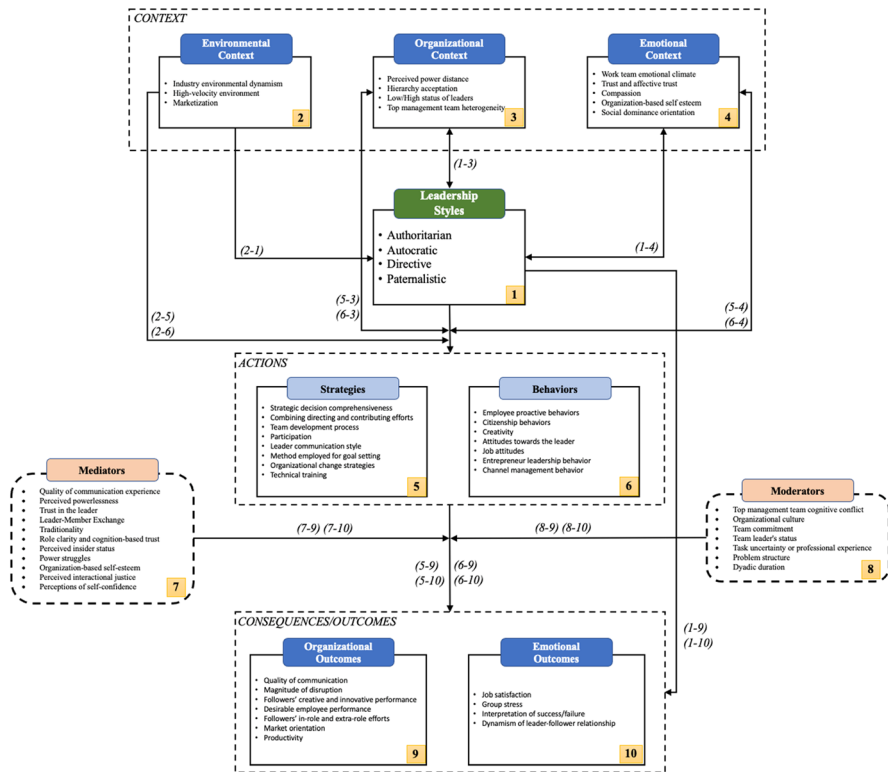 CONTEXT
Environmental
Context
• Industry environmental dynamism
• High-velocity environment
• Marketization
2
Organizational
Context
• Perceived power distance
• Hierarchy acceptation
• Low/High status of leaders
• Top management team heterogeneity
3
Emotional
Context
• Work team emotional climate
• Trust and affective trust
• Compassion
• Organization-based self esteem
• Social dominance orientation
4
(1-3)
Leadership
Styles
• Authoritarian
• Autocratic
• Directive
• Paternalistic
1
(2-1)
(1-4)
(5-3)
(6-3)
(5-4)
(6-4)
(2-5)
(2-6)
ACTIONS
Strategies
• Strategic decision comprehensiveness
• Combining directing and contributing efforts
• Team development process
• Participation
• Leader communication style
• Method employed for goal setting
• Organizational change strategies
• Technical training
5
Behaviors
• Employee proactive behaviors
• Citizenship behaviors
• Creativity
• Attitudes towards the leader
• Job attitudes
• Entrepreneur leadership behavior
• Channel management behavior
6
Mediators
• Quality of communication experience
• Perceived powerlessness
• Trust in the leader
• Leader-Member Exchange
• Traditionality
• Role clarity and cognition-based trust
• Perceived insider status
• Power struggles
• Organization-based self-esteem
• Perceived interactional justice
• Perceptions of self-confidence
7
Moderators
• Top management team cognitive conflict
• Organizational culture
• Team commitment
• Team leader's status
• Task uncertainty or professional experience
• Problem structure
• Dyadic duration
8
(7-9) (7-10)
(8-9) (8-10)
(5-9)
(5-10)
(6-9)
(6-10)
(1-9)
(1-10)
CONSEQUENCES/OUTCOMES
Organizational
Outcomes
• Quality of communication
• Magnitude of disruption
• Followers' creative and innovative performance
• Desirable employee performance
• Followers' in-role and extra-role efforts
• Market orientation
• Productivity
9
Emotional
Outcomes
• Job satisfaction
• Group stress
• Interpretation of success/failure
• Dynamism of leader-follower relationship
10